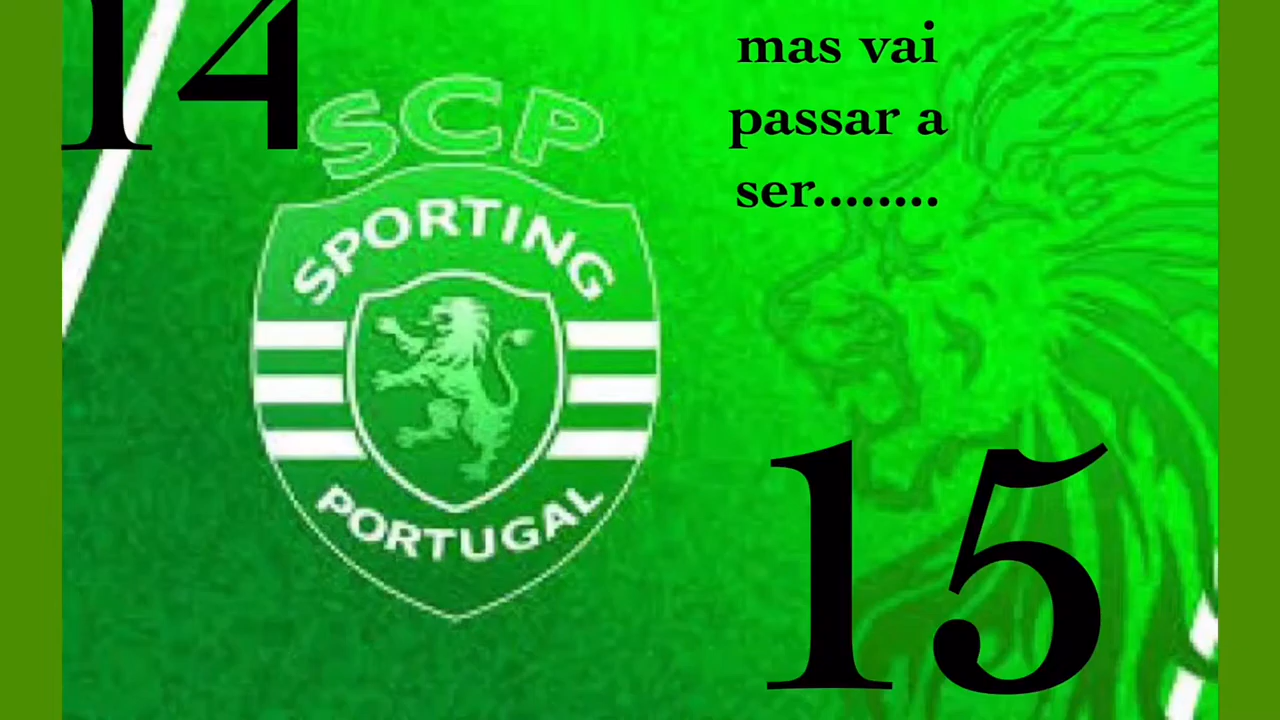 14
SCP
SPORTING
PORTUGAL
mas vai
passar a
ser........
15